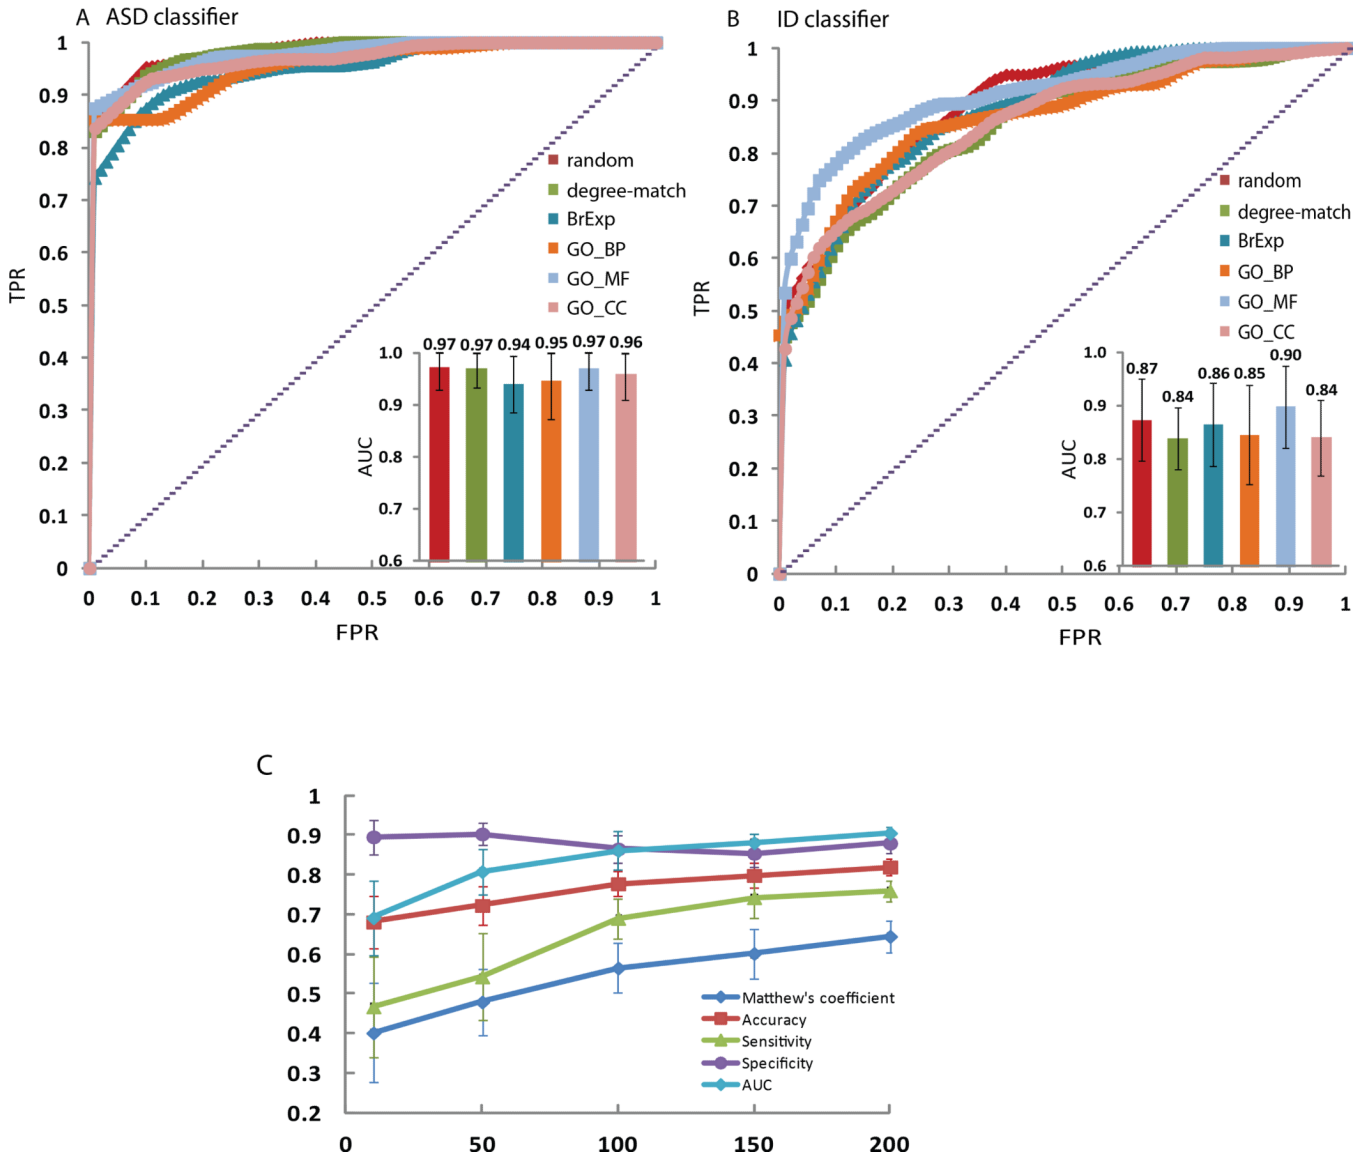 A ASD classifier
1
0.9
0.8
0.7
0.6
0.5
0.4
0.3
0.2
0.1
0
TPR
random
degree-match
BrExp
GO_BP
GO_MF
GO_CC
0.97 0.97 0.94 0.95 0.97 0.96
1.0
0.9
0.8
0.7
0.6
AUC
0 0.1 0.2 0.3 0.4 0.5 0.6 0.7 0.8 0.9 1
FPR
B ID classifier
1
0.9
0.8
0.7
0.6
0.5
0.4
0.3
0.2
0.1
0
TPR
random
degree-match
BrExp
GO_BP
GO_MF
GO_CC
0.87 0.84 0.86 0.85 0.90 0.84
1.0
0.9
0.8
0.7
0.6
AUC
0 0.1 0.2 0.3 0.4 0.5 0.6 0.7 0.8 0.9 1
FPR
C
1
0.9
0.8
0.7
0.6
0.5
0.4
0.3
0.2
Matthew's coefficient
Accuracy
Sensitivity
Specificity
AUC
0 50 100 150 200